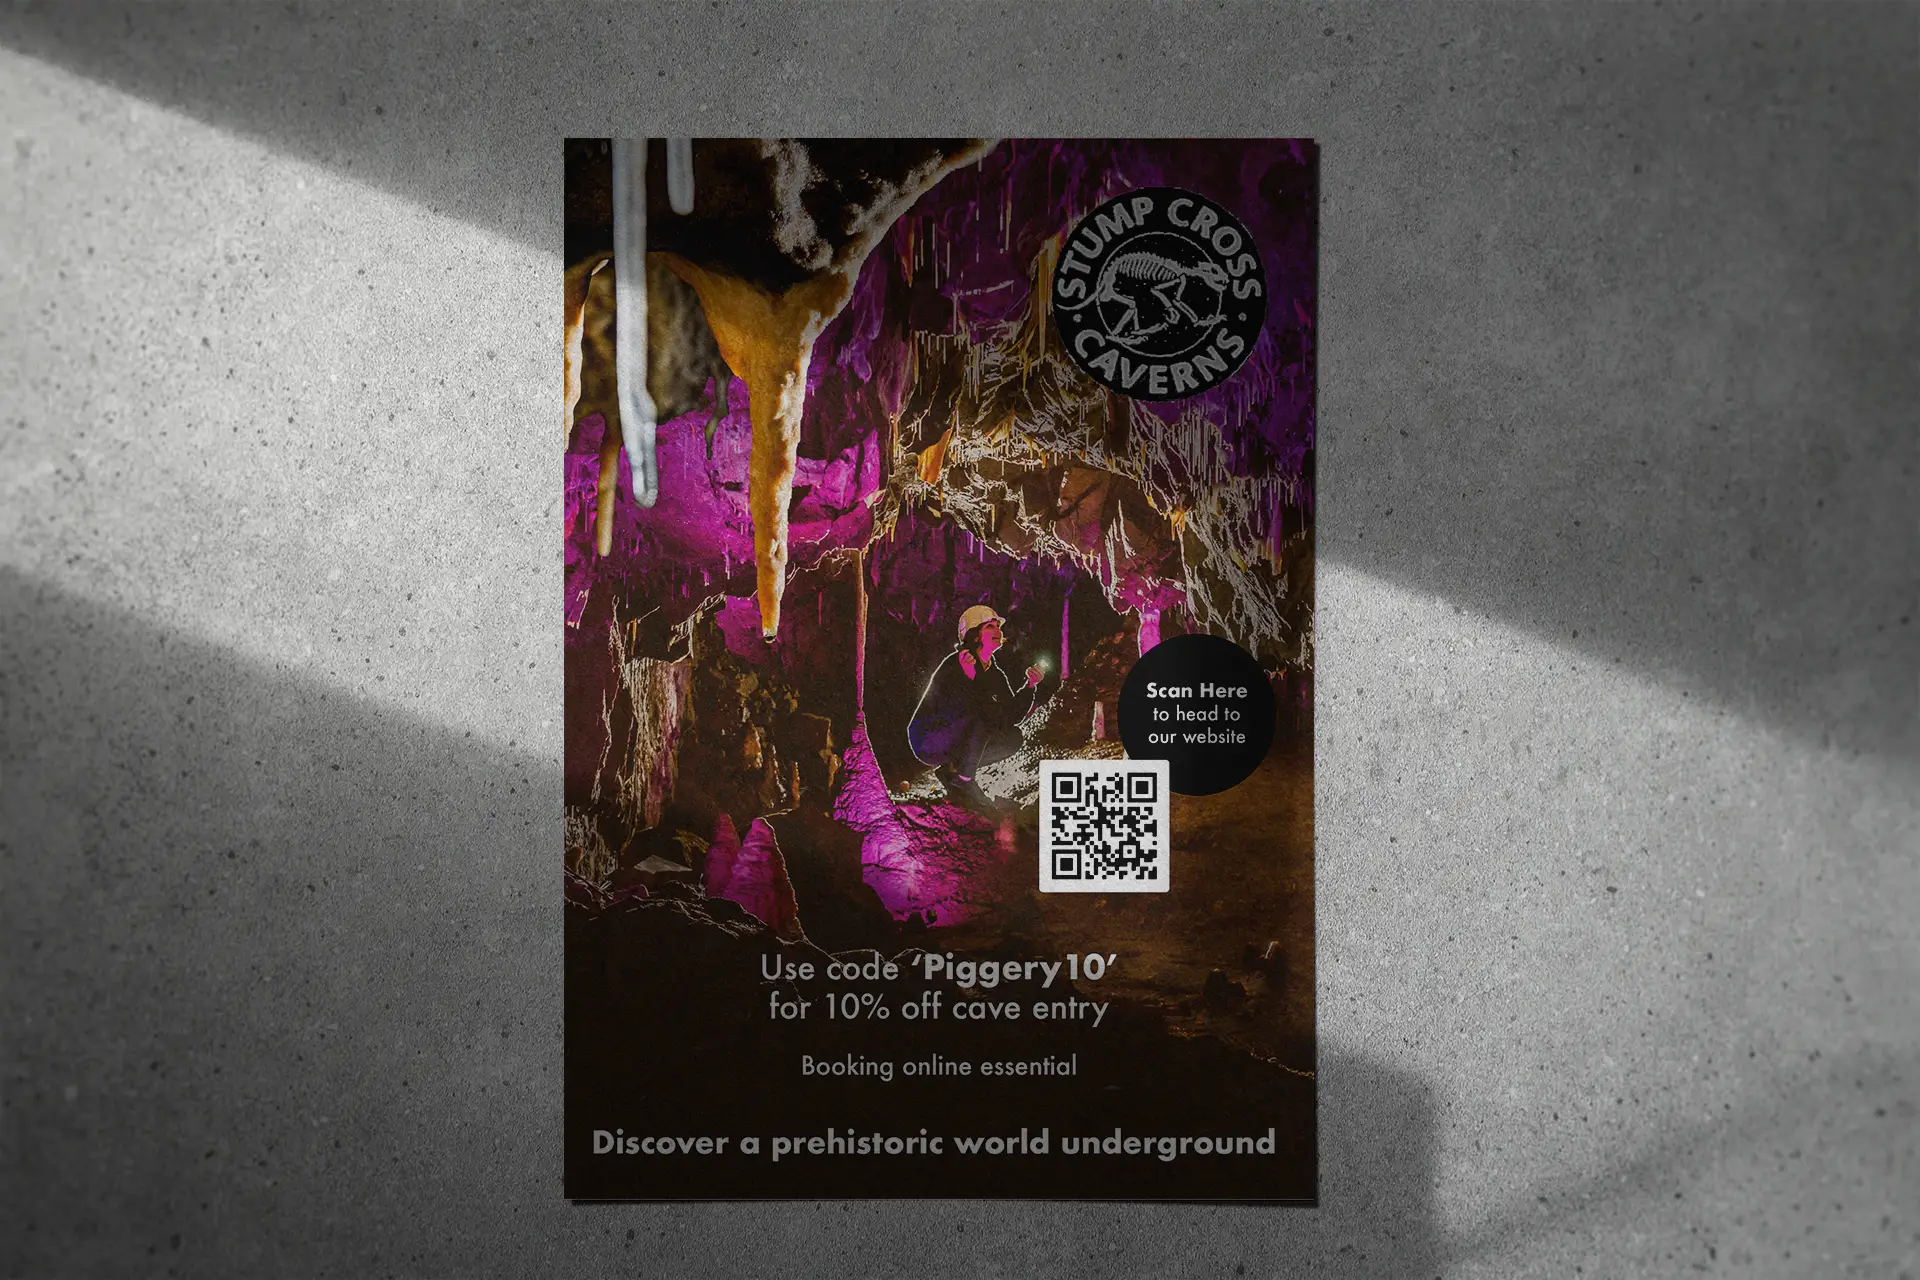 STUMP CROSS
· CAVERNS ·
Scan Here
to head to
our website
Use code ‘Piggery10’
for 10% off cave entry
Booking online essential
Discover a prehistoric world underground